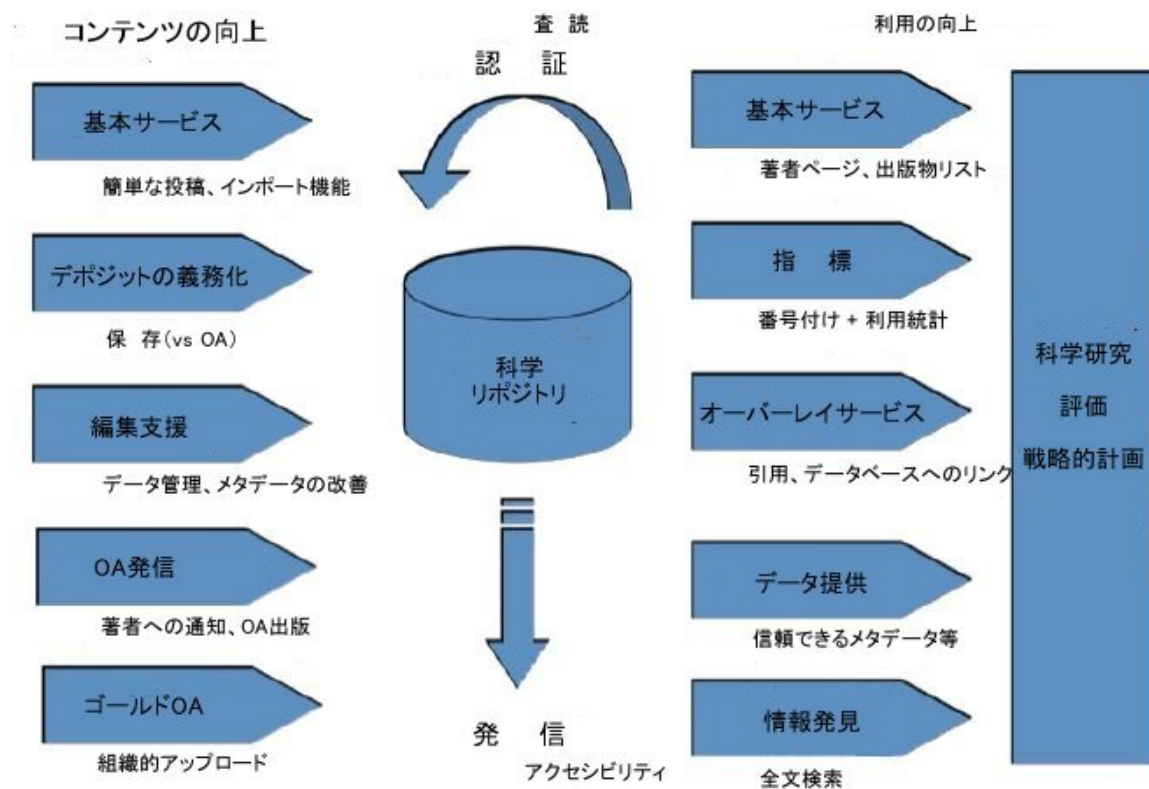 コンテンツの向上
基本サービス
簡単な投稿、インポート機能
デポジットの義務化
保 存(vs OA)
編集支援
データ管理、メタデータの改善
OA発信
著者への通知、OA出版
ゴールドOA
組織的アップロード
査 読
認 証
科学
リポジトリ
発 信
アクセシビリティ
利用の向上
基本サービス
著者ページ、出版物リスト
指 標
番号付け + 利用統計
オーバーレイサービス
引用、データベースへのリンク
データ提供
信頼できるメタデータ等
情報発見
全文検索
科学研究
評価
戦略的計画